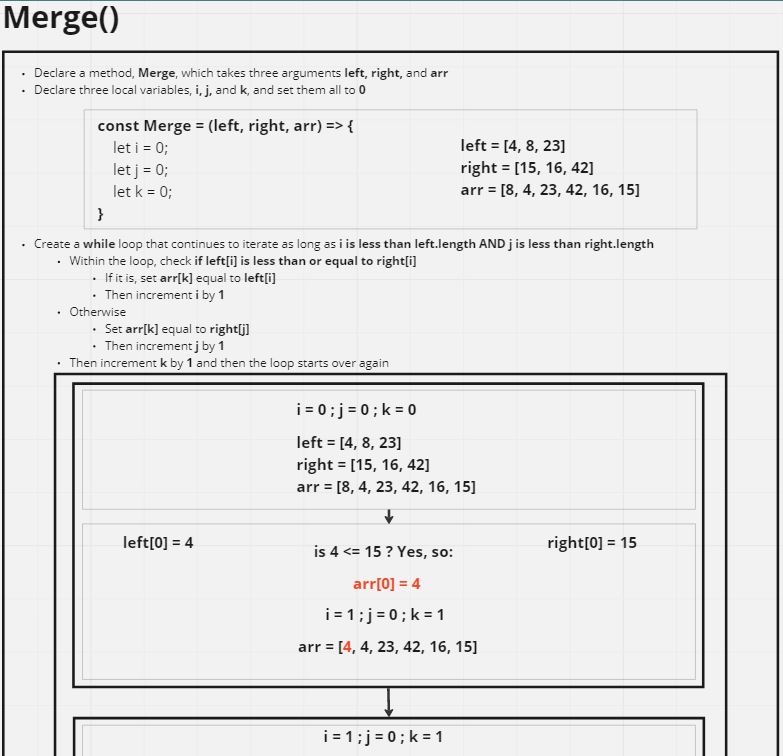 Merge()
• Declare a method, Merge, which takes three arguments left, right, and arr
• Declare three local variables, i, j, and k, and set them all to 0
const Merge = (left, right, arr) => {
let i = 0;
let j = 0;
let k = 0;
}
left = [4, 8, 23]
right = [15, 16, 42]
arr = [8, 4, 23, 42, 16, 15]
• Create a while loop that continues to iterate as long as i is less than left.length AND j is less than right.length
• Within the loop, check if left[i] is less than or equal to right[i]
• If it is, set arr[k] equal to left[i]
• Then increment i by 1
• Otherwise
• Set arr[k] equal to right[j]
• Then increment j by 1
• Then increment k by 1 and then the loop starts over again
i = 0 ; j = 0 ; k = 0
left = [4, 8, 23]
right = [15, 16, 42]
arr = [8, 4, 23, 42, 16, 15]
left[0] = 4
right[0] = 15
is 4 <= 15 ? Yes, so:
arr[0] = 4
i = 1 ; j = 0 ; k = 1
arr = [4, 4, 23, 42, 16, 15]
i = 1 ; j = 0 ; k = 1